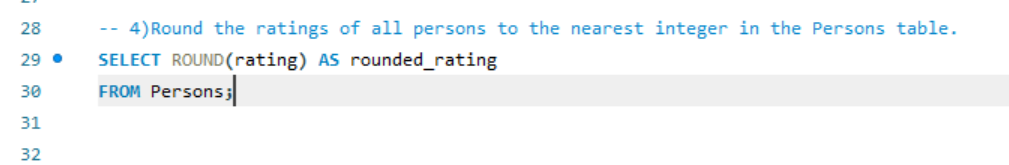 28 -- 4)Round the ratings of all persons to the nearest integer in the Persons table.
29 SELECT ROUND(rating) AS rounded_rating
30 FROM Persons;
31
32